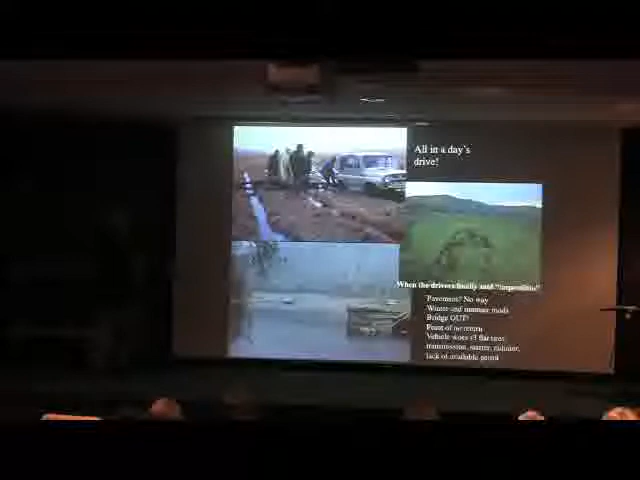 All in a day's
drive!
When the drivers finally said "impossible"
Pavement? No way
Winter and summer roads
Bridge OUT!
Point of no return
Vehicle woes: 3 flat tires,
transmission, starter, radiator,
lack of available petrol